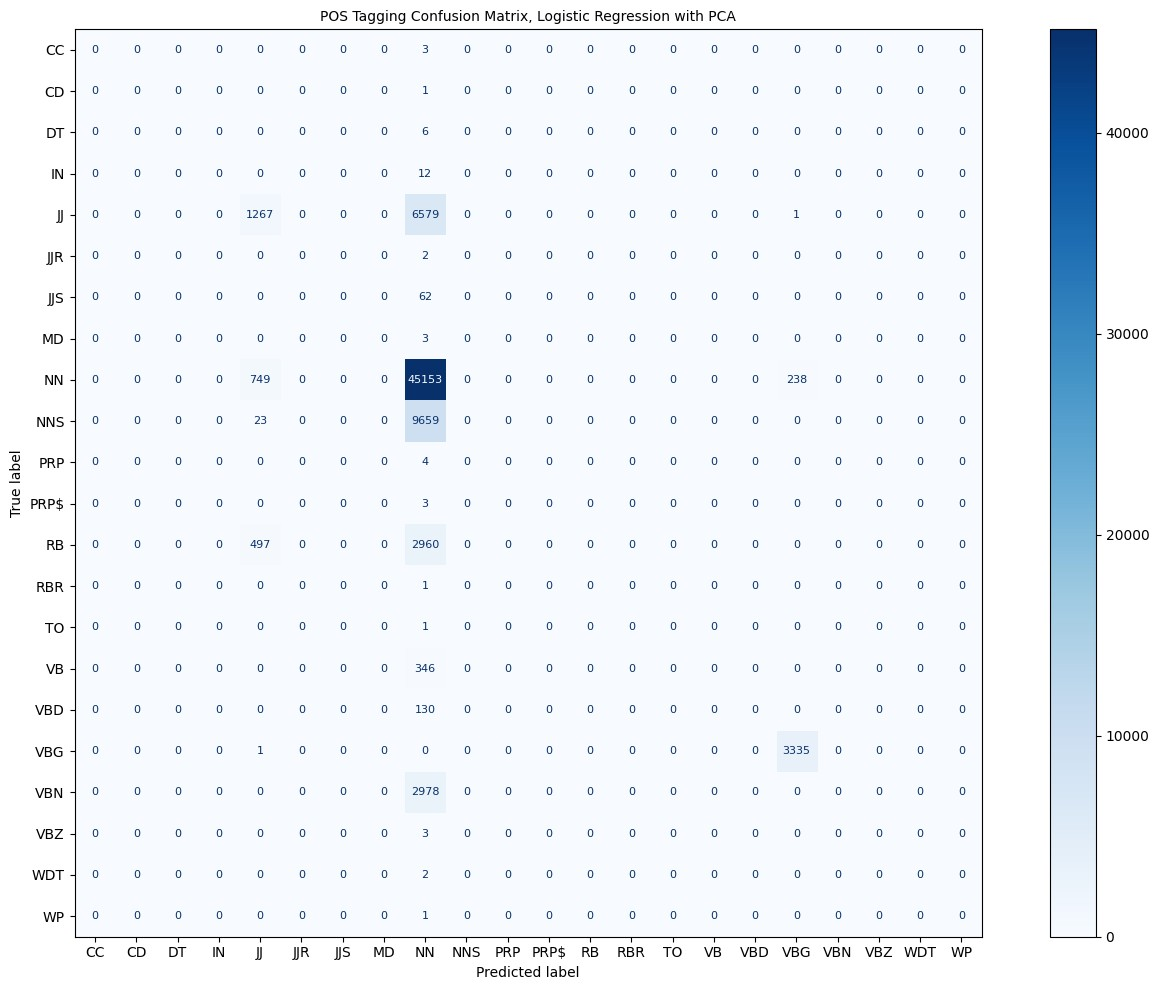 POS Tagging Confusion Matrix, Logistic Regression with PCA
True label
CC 0 0 0 0 0 0 0 0 3 0 0 0 0 0 0 0 0 0 0 0 0 0
CD 0 0 0 0 0 0 0 0 1 0 0 0 0 0 0 0 0 0 0 0 0 0
DT 0 0 0 0 0 0 0 0 6 0 0 0 0 0 0 0 0 0 0 0 0 0
IN 0 0 0 0 0 0 0 0 12 0 0 0 0 0 0 0 0 0 0 0 0 0
JJ 0 0 0 0 1267 0 0 0 6579 0 0 0 0 0 0 0 0 1 0 0 0 0
JJR 0 0 0 0 0 0 0 0 2 0 0 0 0 0 0 0 0 0 0 0 0 0
JJS 0 0 0 0 0 0 0 0 62 0 0 0 0 0 0 0 0 0 0 0 0 0
MD 0 0 0 0 0 0 0 0 3 0 0 0 0 0 0 0 0 0 0 0 0 0
NN 0 0 0 0 749 0 0 0 45153 0 0 0 0 0 0 0 0 238 0 0 0 0
NNS 0 0 0 0 23 0 0 0 9659 0 0 0 0 0 0 0 0 0 0 0 0 0
PRP 0 0 0 0 0 0 0 0 4 0 0 0 0 0 0 0 0 0 0 0 0 0
PRP$ 0 0 0 0 0 0 0 0 3 0 0 0 0 0 0 0 0 0 0 0 0 0
RB 0 0 0 0 497 0 0 0 2960 0 0 0 0 0 0 0 0 0 0 0 0 0
RBR 0 0 0 0 0 0 0 0 1 0 0 0 0 0 0 0 0 0 0 0 0 0
TO 0 0 0 0 0 0 0 0 1 0 0 0 0 0 0 0 0 0 0 0 0 0
VB 0 0 0 0 0 0 0 0 346 0 0 0 0 0 0 0 0 0 0 0 0 0
VBD 0 0 0 0 0 0 0 0 130 0 0 0 0 0 0 0 0 0 0 0 0 0
VBG 0 0 0 0 1 0 0 0 0 0 0 0 0 0 0 0 0 3335 0 0 0 0
VBN 0 0 0 0 0 0 0 0 2978 0 0 0 0 0 0 0 0 0 0 0 0 0
VBZ 0 0 0 0 0 0 0 0 3 0 0 0 0 0 0 0 0 0 0 0 0 0
WDT 0 0 0 0 0 0 0 0 2 0 0 0 0 0 0 0 0 0 0 0 0 0
WP 0 0 0 0 0 0 0 0 1 0 0 0 0 0 0 0 0 0 0 0 0 0
CC CD DT IN JJ JJR JJS MD NN NNS PRP PRP$ RB RBR TO VB VBD VBG VBN VBZ WDT WP
Predicted label
40000
30000
20000
10000
0